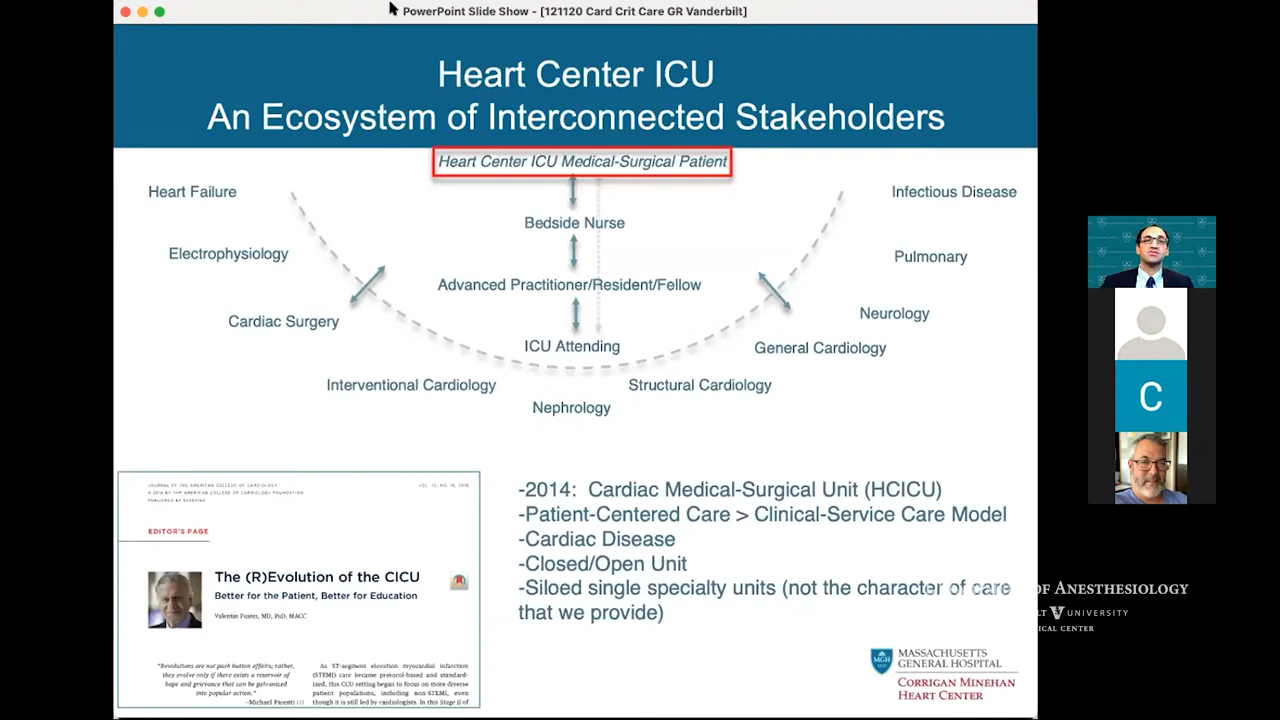 PowerPoint Slide Show - [121120 Card Crit Care GR Vanderbilt]
Heart Center ICU
An Ecosystem of Interconnected Stakeholders
Heart Center ICU Medical-Surgical Patient
Heart Failure
Infectious Disease
Bedside Nurse
Electrophysiology
Pulmonary
Advanced Practitioner/Resident/Fellow
Cardiac Surgery
Neurology
ICU Attending
General Cardiology
Interventional Cardiology
Structural Cardiology
Nephrology
JOURNAL OF THE AMERICAN COLLEGE OF CARDIOLOGY
PUBLISHED BY ELSEVIER
EDITOR'S PAGE
The (R)Evolution of the CICU
Better for the Patient, Better for Education
Valentin Fuster, MD, PhD, MACC
"Revolutions are not push button affairs; rather,
they evolve only if there exists a reservoir of
hope and grievance that can be galvanized
into popular action."
—Michael Parenti (1)
As ST-segment elevation myocardial infarction
(STEMI) care became protocol-based and standard-
ized, this CCU setting began to focus on more diverse
patient populations, including non-STEMI, even
though it is still led by cardiologists. In this Stage II of
-2014: Cardiac Medical-Surgical Unit (HCICU)
-Patient-Centered Care > Clinical-Service Care Model
-Cardiac Disease
-Closed/Open Unit
-Siloed single specialty units (not the character of care
that we provide)
MGH
MASSACHUSETTS
GENERAL HOSPITAL
CORRIGAN MINEHAN
HEART CENTER
C
OF ANESTHESIOLOGY
LT V UNIVERSITY
ICAL CENTER